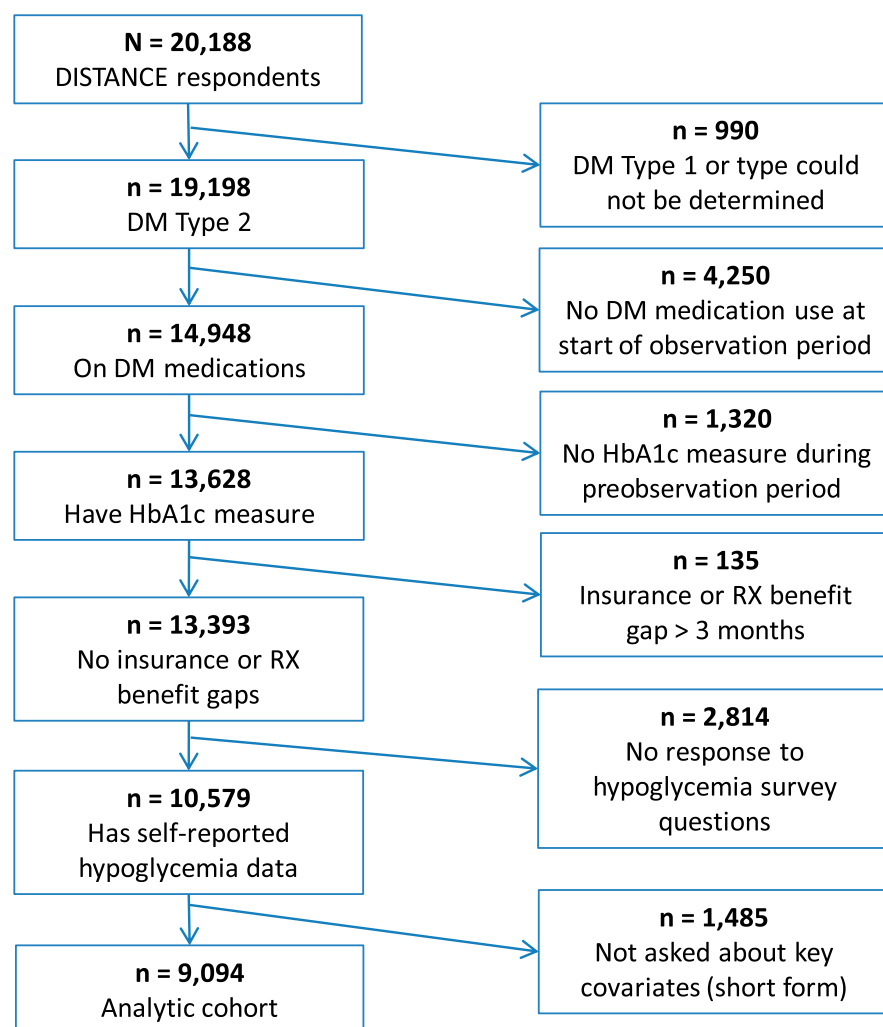 N = 20,188
DISTANCE respondents
n = 990
DM Type 1 or type could
not be determined
n = 19,198
DM Type 2
n = 4,250
No DM medication use at
start of observation period
n = 14,948
On DM medications
n = 1,320
No HbA1c measure during
preobservation period
n = 13,628
Have HbA1c measure
n = 135
Insurance or RX benefit
gap > 3 months
n = 13,393
No insurance or RX
benefit gaps
n = 2,814
No response to
hypoglycemia survey
questions
n = 10,579
Has self-reported
hypoglycemia data
n = 1,485
Not asked about key
covariates (short form)
n = 9,094
Analytic cohort